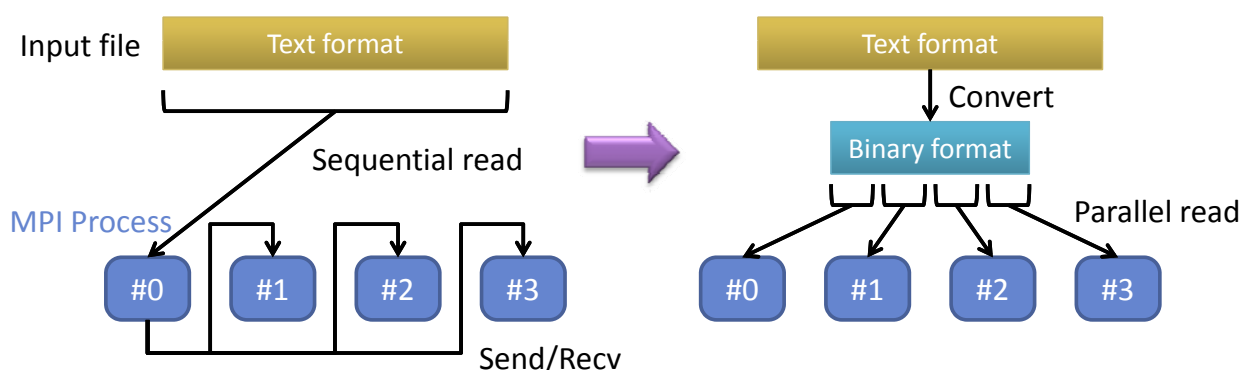 Input file
Text format
Sequential read
MPI Process
#0
#1
#2
#3
Send/Recv
Text format
Convert
Binary format
Parallel read
#0
#1
#2
#3